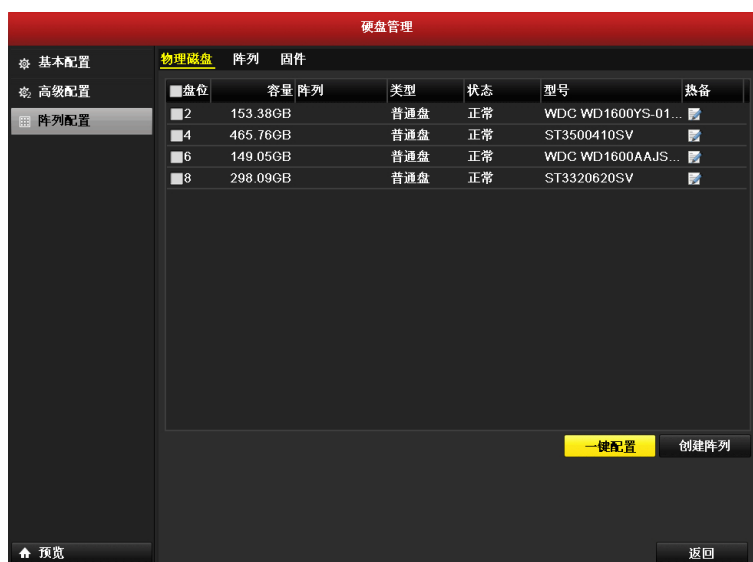 硬盘管理
基本配置
高级配置
阵列配置
物理磁盘 阵列 固件
盘位 容量 阵列 类型 状态 型号 热备
2 153.38GB 普通盘 正常 WDC WD1600YS-01...
4 465.76GB 普通盘 正常 ST3500410SV
6 149.05GB 普通盘 正常 WDC WD1600AAJS...
8 298.09GB 普通盘 正常 ST3320620SV
一键配置 创建阵列
预览 返回